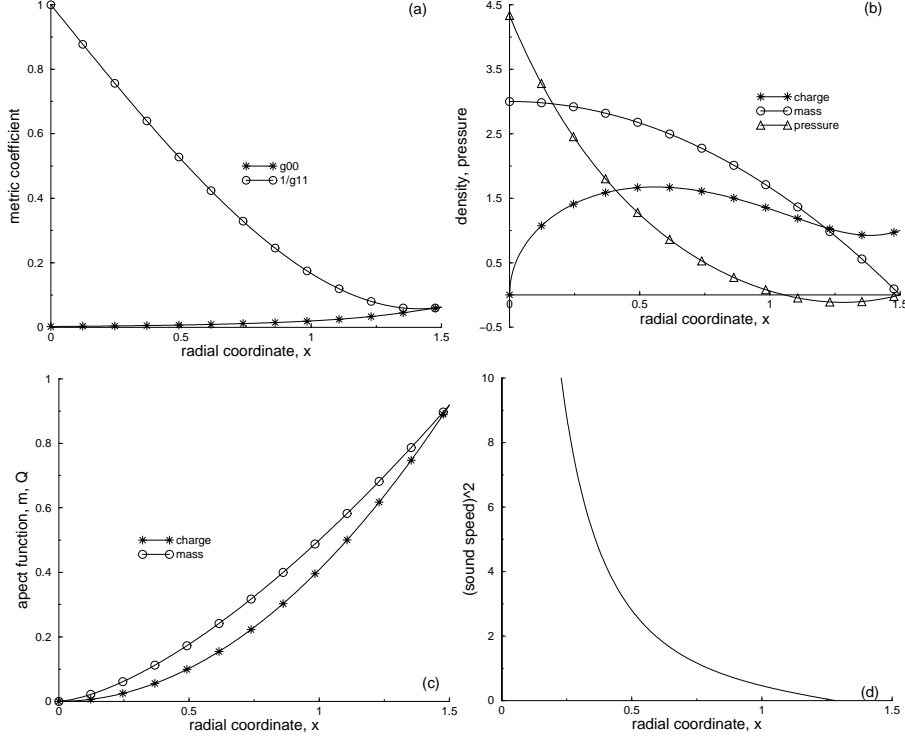 (a)
1
0.8
0.6
0.4
0.2
0
metric coefficient
g00
1/g11
0
0.5
1
1.5
radial coordinate, x
(b)
4.5
3.5
2.5
1.5
0.5
−0.5
density, pressure
charge
mass
pressure
0
0.5
1
1.5
radial coordinate, x
1
0.8
0.6
0.4
0.2
0
apect function, m, Q
charge
mass
(c)
0
0.5
1
1.5
radial coordinate, x
10
8
6
4
2
0
(sound speed)^2
(d)
0
0.5
1
1.5
radial coordinate, x